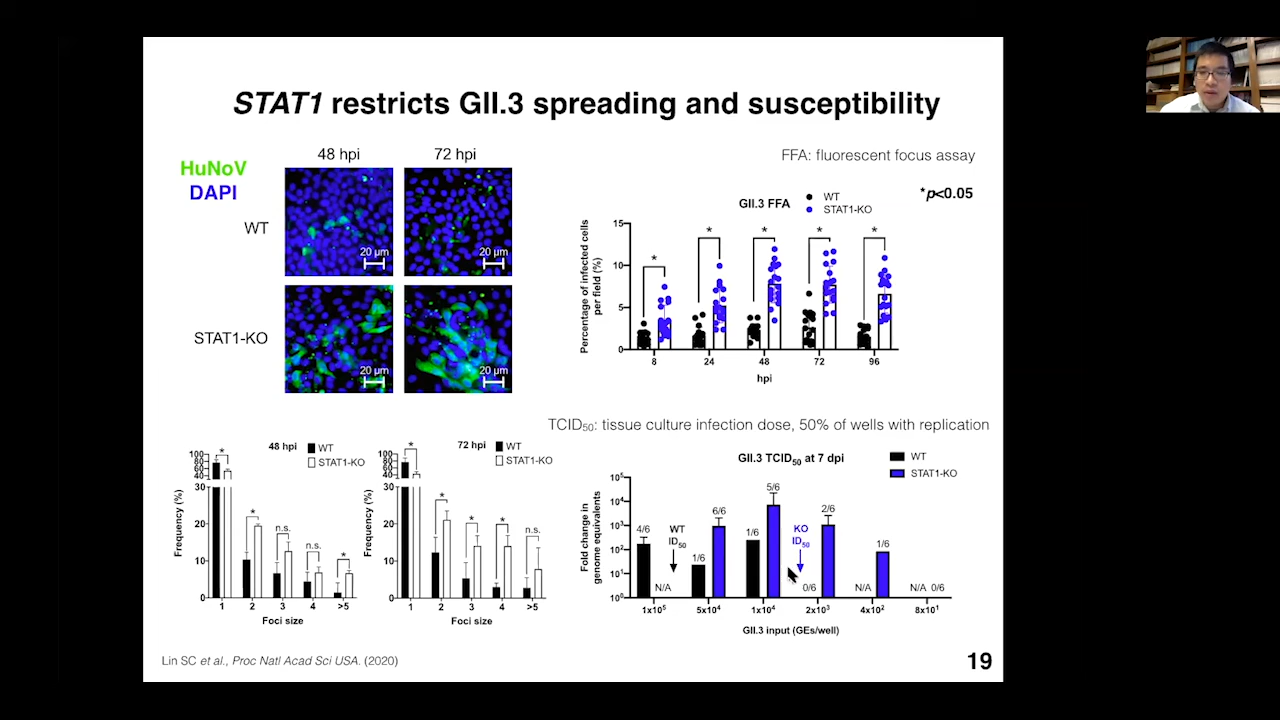 STAT1 restricts GII.3 spreading and susceptibility
48 hpi
72 hpi
HuNoV
DAPI
WT
STAT1-KO
20 µm
20 µm
20 µm
20 µm
FFA: fluorescent focus assay
*p<0.05
GII.3 FFA
WT
STAT1-KO
Percentage of infected cells
per field (%)
15
10
5
0
* * * * *
8 24 48 72 96
hpi
TCID50: tissue culture infection dose, 50% of wells with replication
48 hpi
WT
STAT1-KO
Frequency (%)
100
80
60
40
30
20
10
0
* * n.s. n.s. *
1 2 3 4 >5
Foci size
72 hpi
WT
STAT1-KO
Frequency (%)
100
80
60
40
30
20
10
0
* * * * n.s.
1 2 3 4 >5
Foci size
GII.3 TCID50 at 7 dpi
WT
STAT1-KO
Fold change in
genome equivalents
10⁵
10⁴
10³
10²
10¹
10⁰
4/6 N/A 1/6 6/6 1/6 5/6 0/6 2/6 N/A 1/6 N/A 0/6
WT
ID50
KO
ID50
1x10⁵ 5x10⁴ 1x10⁴ 2x10³ 4x10² 8x10¹
GII.3 input (GEs/well)
Lin SC et al., Proc Natl Acad Sci USA. (2020)
19